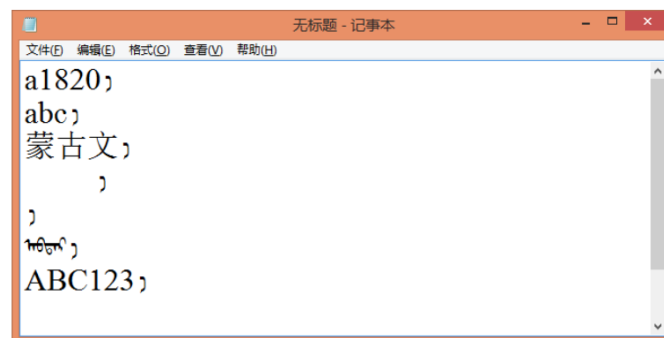 无标题 - 记事本
文件(F) 编辑(E) 格式(O) 查看(V) 帮助(H)
a1820
abc
蒙古文
ABC123